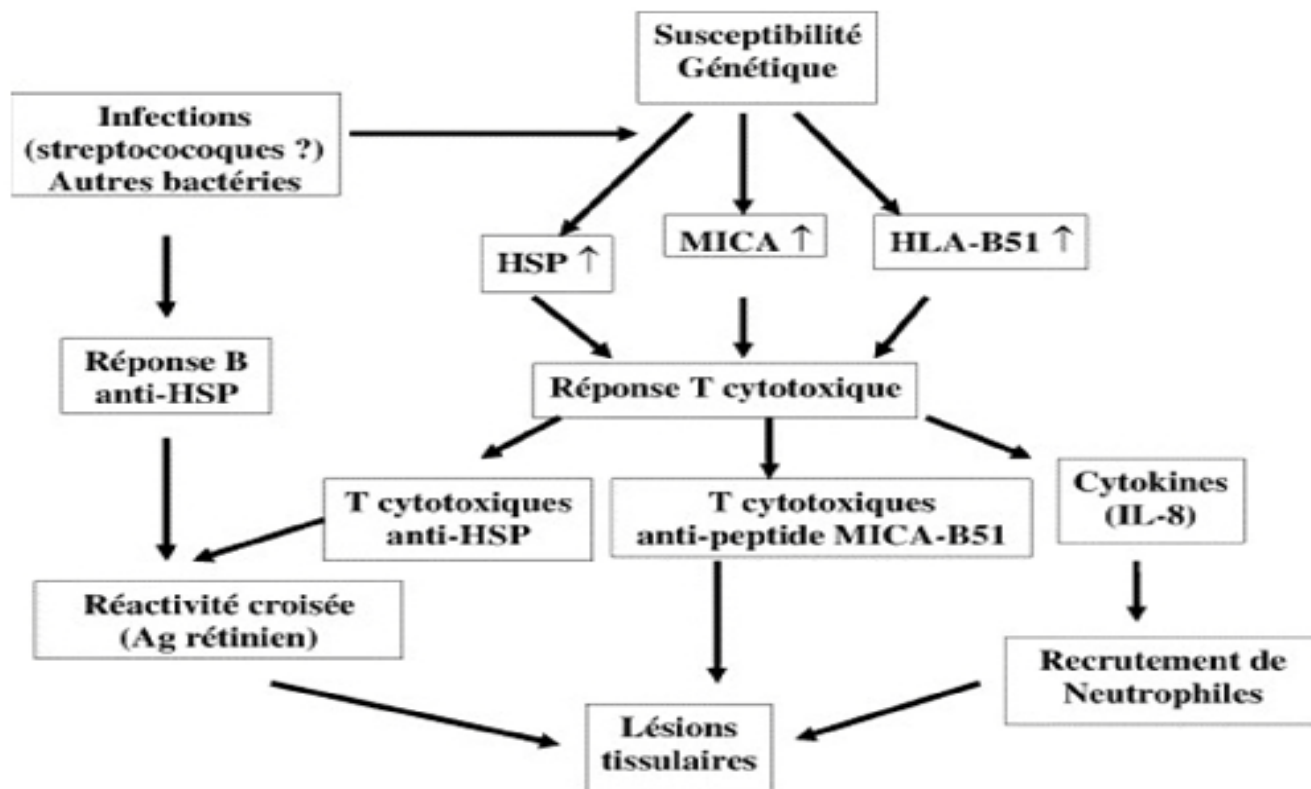 Susceptibilité
Génétique
Infections
(streptococoques ?)
Autres bactéries
HSP ↑
MICA ↑
HLA-B51 ↑
Réponse B
anti-HSP
Réponse T cytotoxique
T cytotoxiques
anti-HSP
T cytotoxiques
anti-peptide MICA-B51
Cytokines
(IL-8)
Réactivité croisée
(Ag rétinien)
Recrutement de
Neutrophiles
Lésions
tissulaires